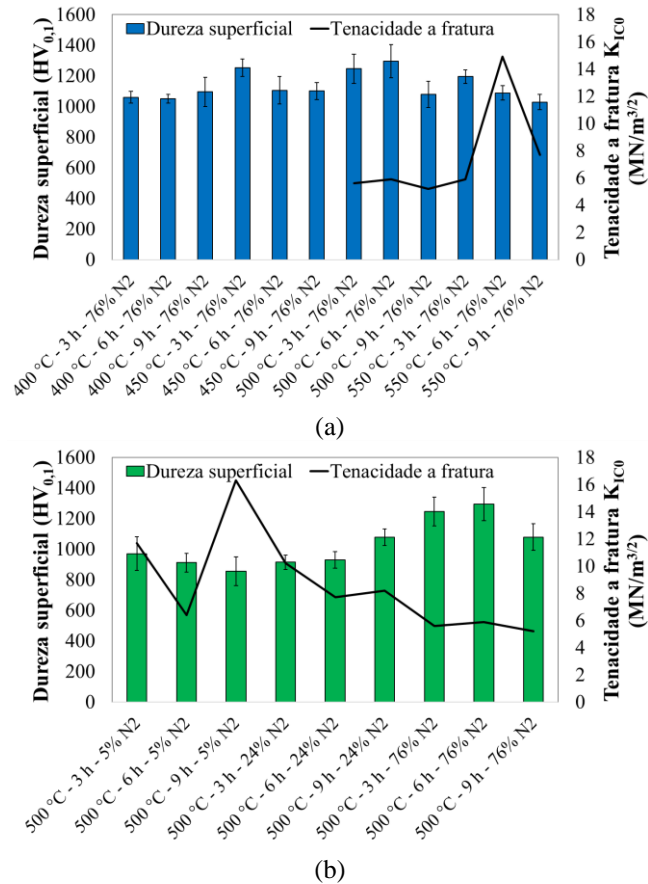 Dureza superficial
Tenacidade a fratura
Dureza superficial (HV0,1)
1600
1400
1200
1000
800
600
400
200
0
18
16
14
12
10
8
6
4
2
0
Tenacidade a fratura KIC0
(MN/m3/2)
400 °C - 3 h - 76% N2
400 °C - 6 h - 76% N2
400 °C - 9 h - 76% N2
450 °C - 3 h - 76% N2
450 °C - 6 h - 76% N2
450 °C - 9 h - 76% N2
500 °C - 3 h - 76% N2
500 °C - 6 h - 76% N2
500 °C - 9 h - 76% N2
550 °C - 3 h - 76% N2
550 °C - 6 h - 76% N2
550 °C - 9 h - 76% N2
(a)
Dureza superficial
Tenacidade a fratura
Dureza superficial (HV0,1)
1600
1400
1200
1000
800
600
400
200
0
18
16
14
12
10
8
6
4
2
0
Tenacidade a fratura KIC0
(MN/m3/2)
500 °C - 3 h - 5% N2
500 °C - 6 h - 5% N2
500 °C - 9 h - 5% N2
500 °C - 3 h - 24% N2
500 °C - 6 h - 24% N2
500 °C - 9 h - 24% N2
500 °C - 3 h - 76% N2
500 °C - 6 h - 76% N2
500 °C - 9 h - 76% N2
(b)